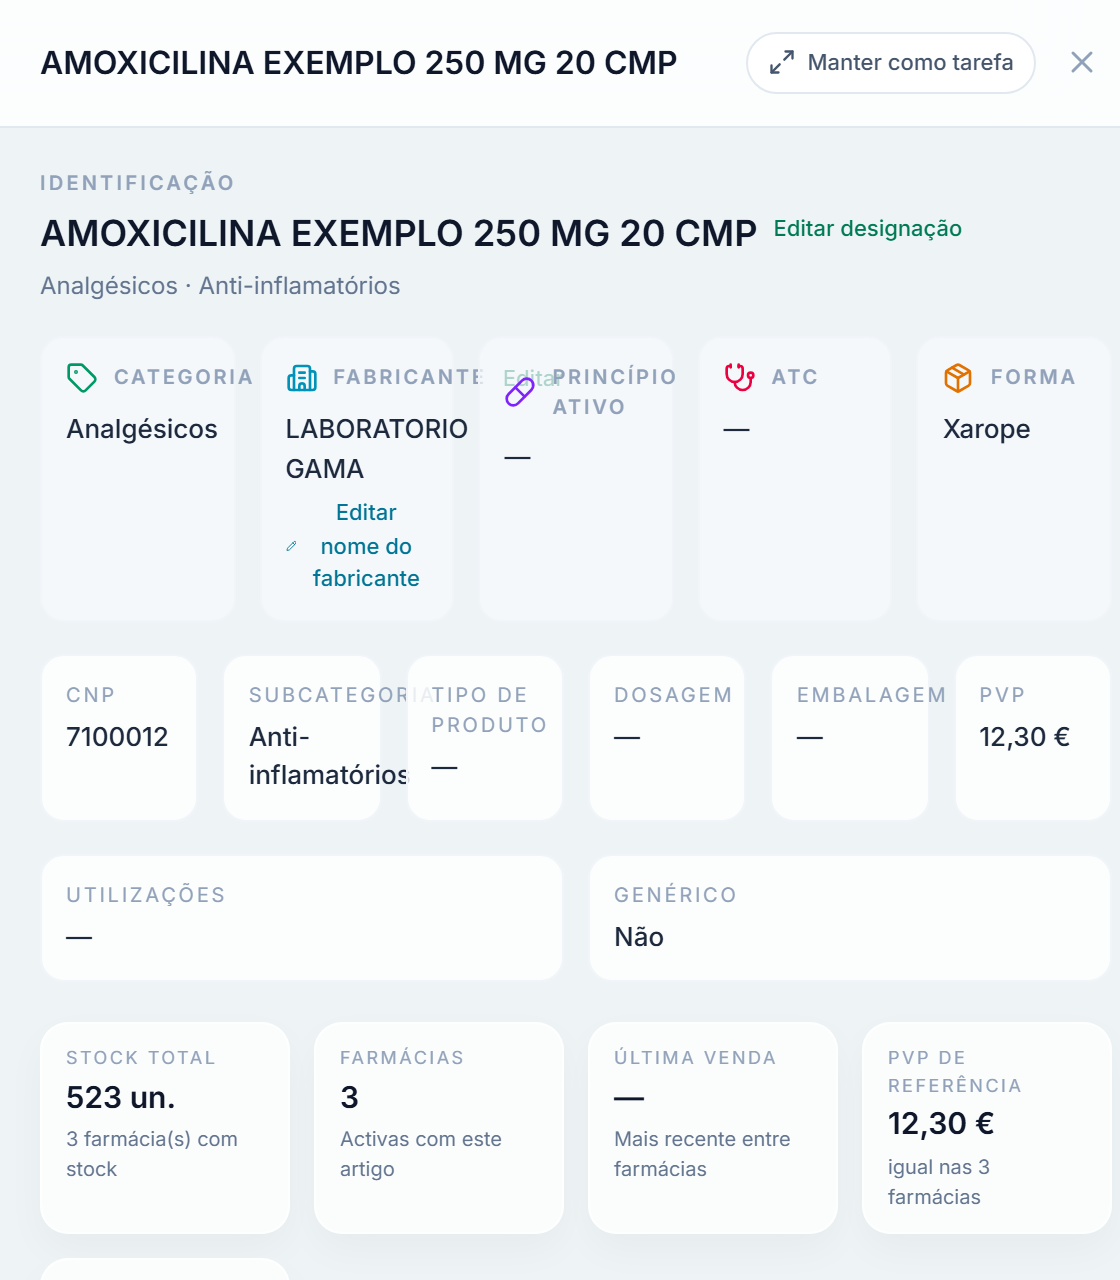 AMOXICILINA EXEMPLO 250 MG 20 CMP
Manter como tarefa
IDENTIFICAÇÃO
AMOXICILINA EXEMPLO 250 MG 20 CMP
Editar designação
Analgésicos · Anti-inflamatórios
CATEGORIA
Analgésicos
FABRICANTE
Editar
LABORATORIO
GAMA
Editar
nome do
fabricante
PRINCÍPIO
ATIVO
—
ATC
—
FORMA
Xarope
CNP
7100012
SUBCATEGORIA
Anti-
inflamatórios
TIPO DE
PRODUTO
—
DOSAGEM
—
EMBALAGEM
—
PVP
12,30 €
UTILIZAÇÕES
—
GENÉRICO
Não
STOCK TOTAL
523 un.
3 farmácia(s) com
stock
FARMÁCIAS
3
Activas com este
artigo
ÚLTIMA VENDA
—
Mais recente entre
farmácias
PVP DE
REFERÊNCIA
12,30 €
igual nas 3
farmácias